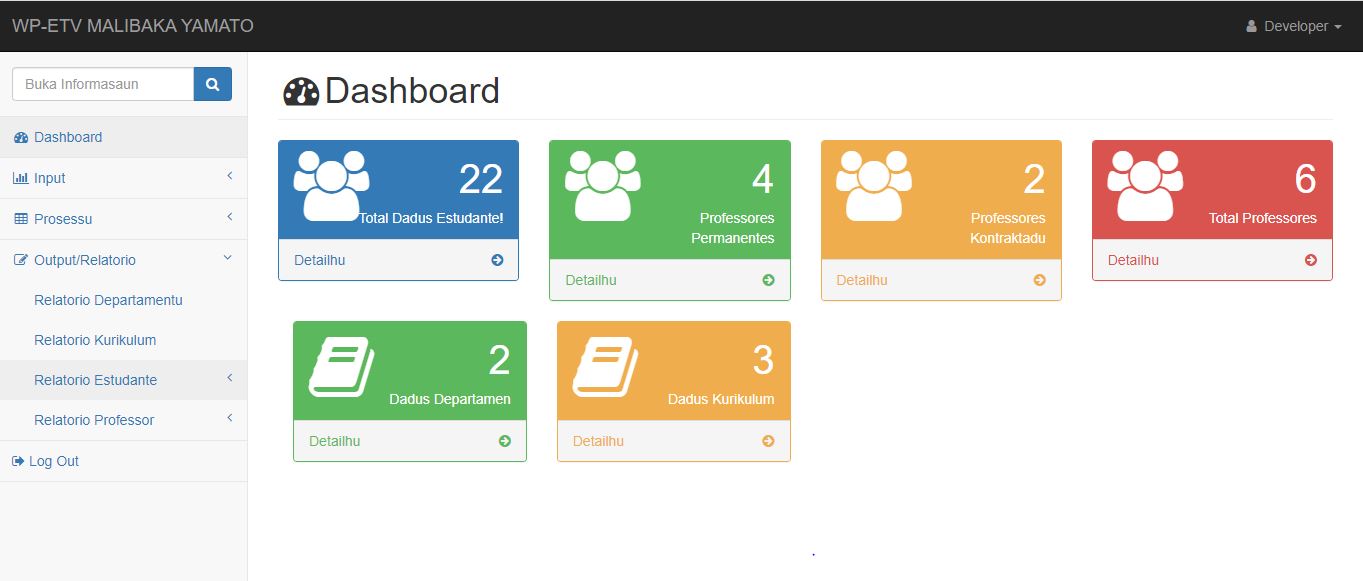 WP-ETV MALIBAKA YAMATO
Developer
Buka Informasaun
Dashboard
Input
Prosessu
Output/Relatorio
Relatorio Departamentu
Relatorio Kurikulum
Relatorio Estudante
Relatorio Professor
Log Out
Dashboard
22
Total Dadus Estudante!
Detailhu
4
Professores
Permanentes
Detailhu
2
Professores
Kontraktadu
Detailhu
6
Total Professores
Detailhu
2
Dadus Departamen
Detailhu
3
Dadus Kurikulum
Detailhu